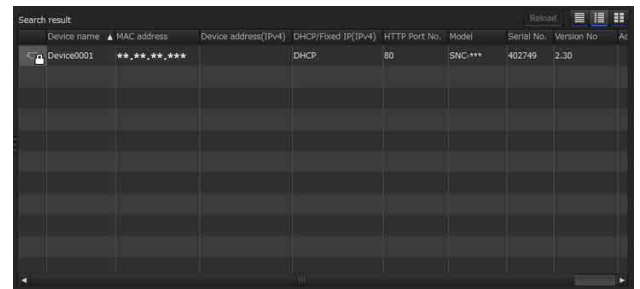 Search result
Reload
Device name ▲ MAC address Device address(IPv4) DHCP/Fixed IP(IPv4) HTTP Port No. Model Serial No. Version No Ac
Device0001 **.**.**.*** DHCP 80 SNC-*** 402749 2.30